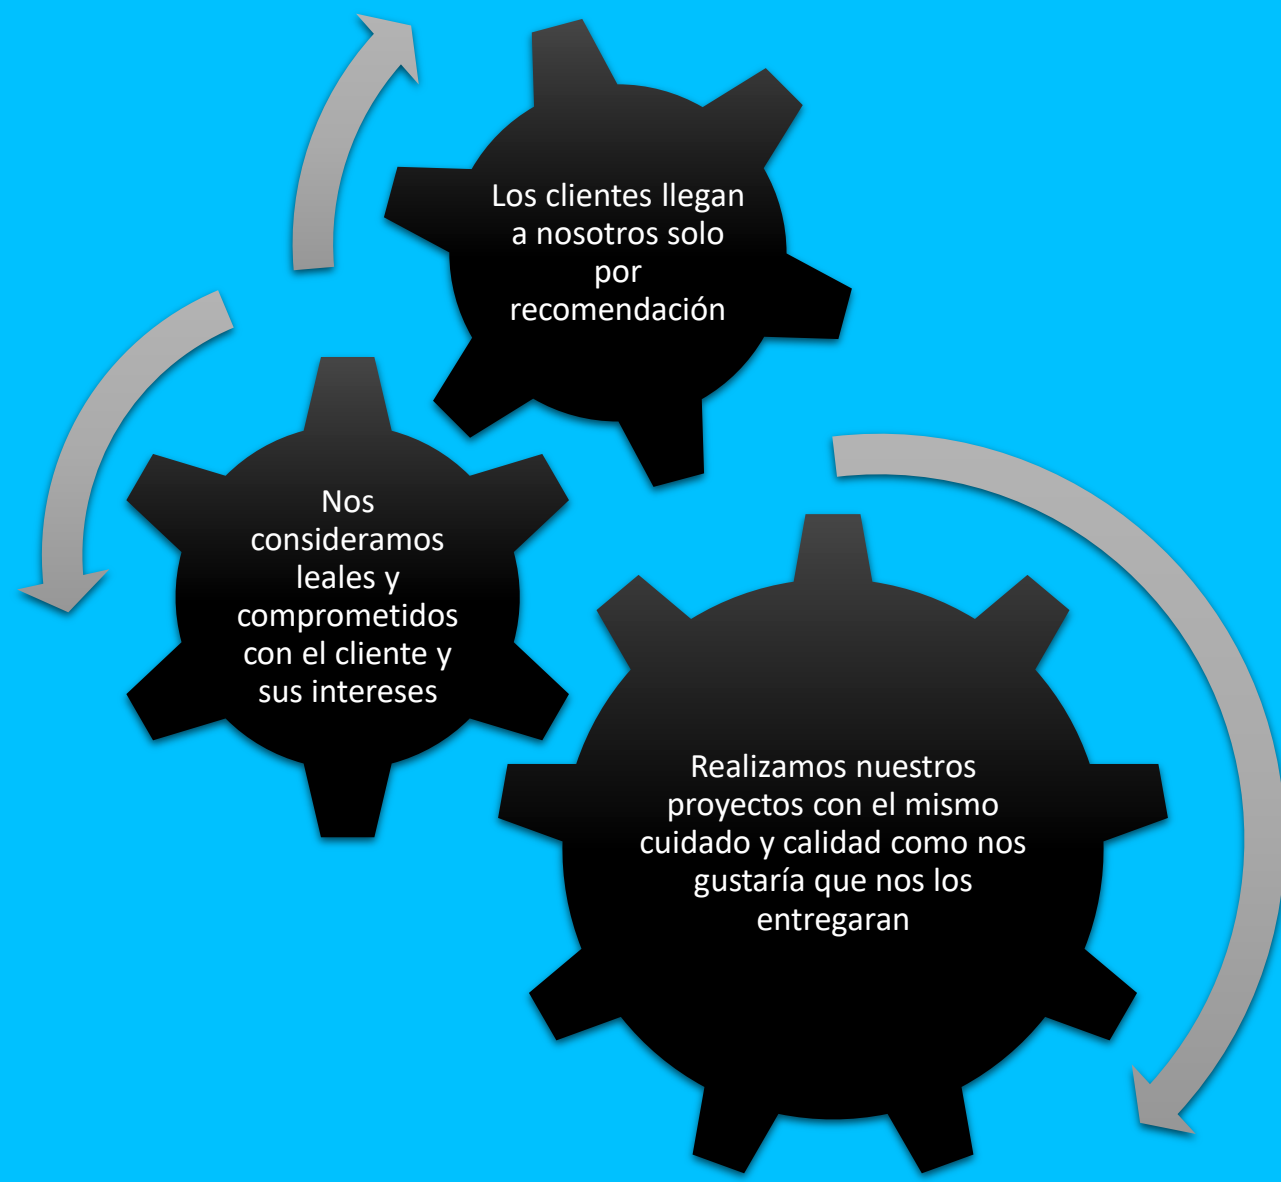 Los clientes llegan
a nosotros solo
por
recomendación
Nos
consideramos
leales y
comprometidos
con el cliente y
sus intereses
Realizamos nuestros
proyectos con el mismo
cuidado y calidad como nos
gustaría que nos los
entregaran